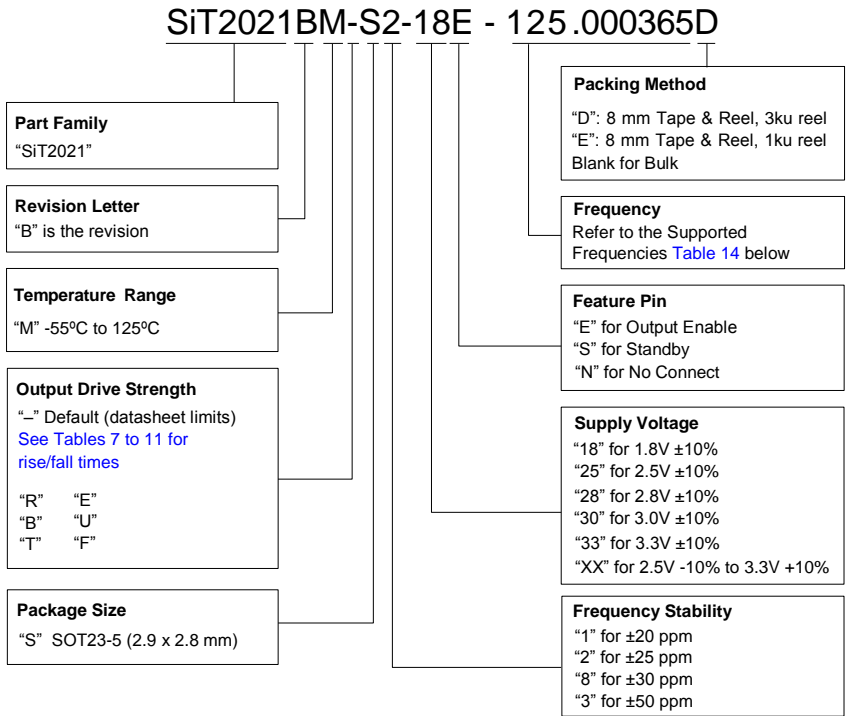 SiT2021BM-S2-18E - 125.000365D
Part Family
“SiT2021”
Revision Letter
“B” is the revision
Temperature Range
“M” -55ºC to 125ºC
Output Drive Strength
“–” Default (datasheet limits)
See Tables 7 to 11 for
rise/fall times
“R” “E”
“B” “U”
“T” “F”
Package Size
“S” SOT23-5 (2.9 x 2.8 mm)
Packing Method
“D”: 8 mm Tape & Reel, 3ku reel
“E”: 8 mm Tape & Reel, 1ku reel
Blank for Bulk
Frequency
Refer to the Supported
Frequencies Table 14 below
Feature Pin
“E” for Output Enable
“S” for Standby
“N” for No Connect
Supply Voltage
“18” for 1.8V ±10%
“25” for 2.5V ±10%
“28” for 2.8V ±10%
“30” for 3.0V ±10%
“33” for 3.3V ±10%
“XX” for 2.5V -10% to 3.3V +10%
Frequency Stability
“1” for ±20 ppm
“2” for ±25 ppm
“8” for ±30 ppm
“3” for ±50 ppm